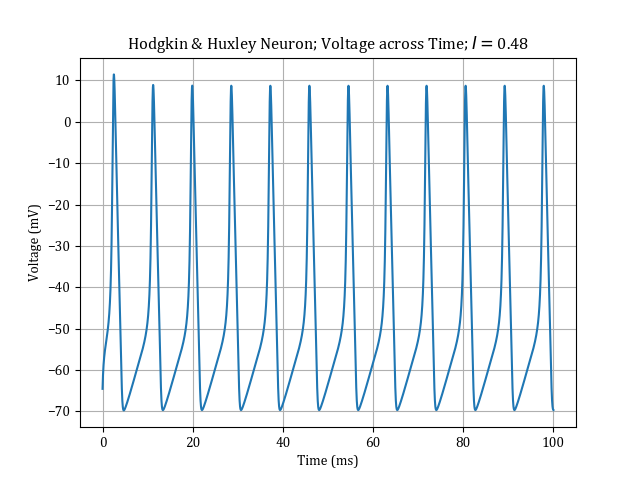 Hodgkin & Huxley Neuron; Voltage across Time; I = 0.48
10
0
−10
−20
−30
−40
−50
−60
−70
Voltage (mV)
0 20 40 60 80 100
Time (ms)